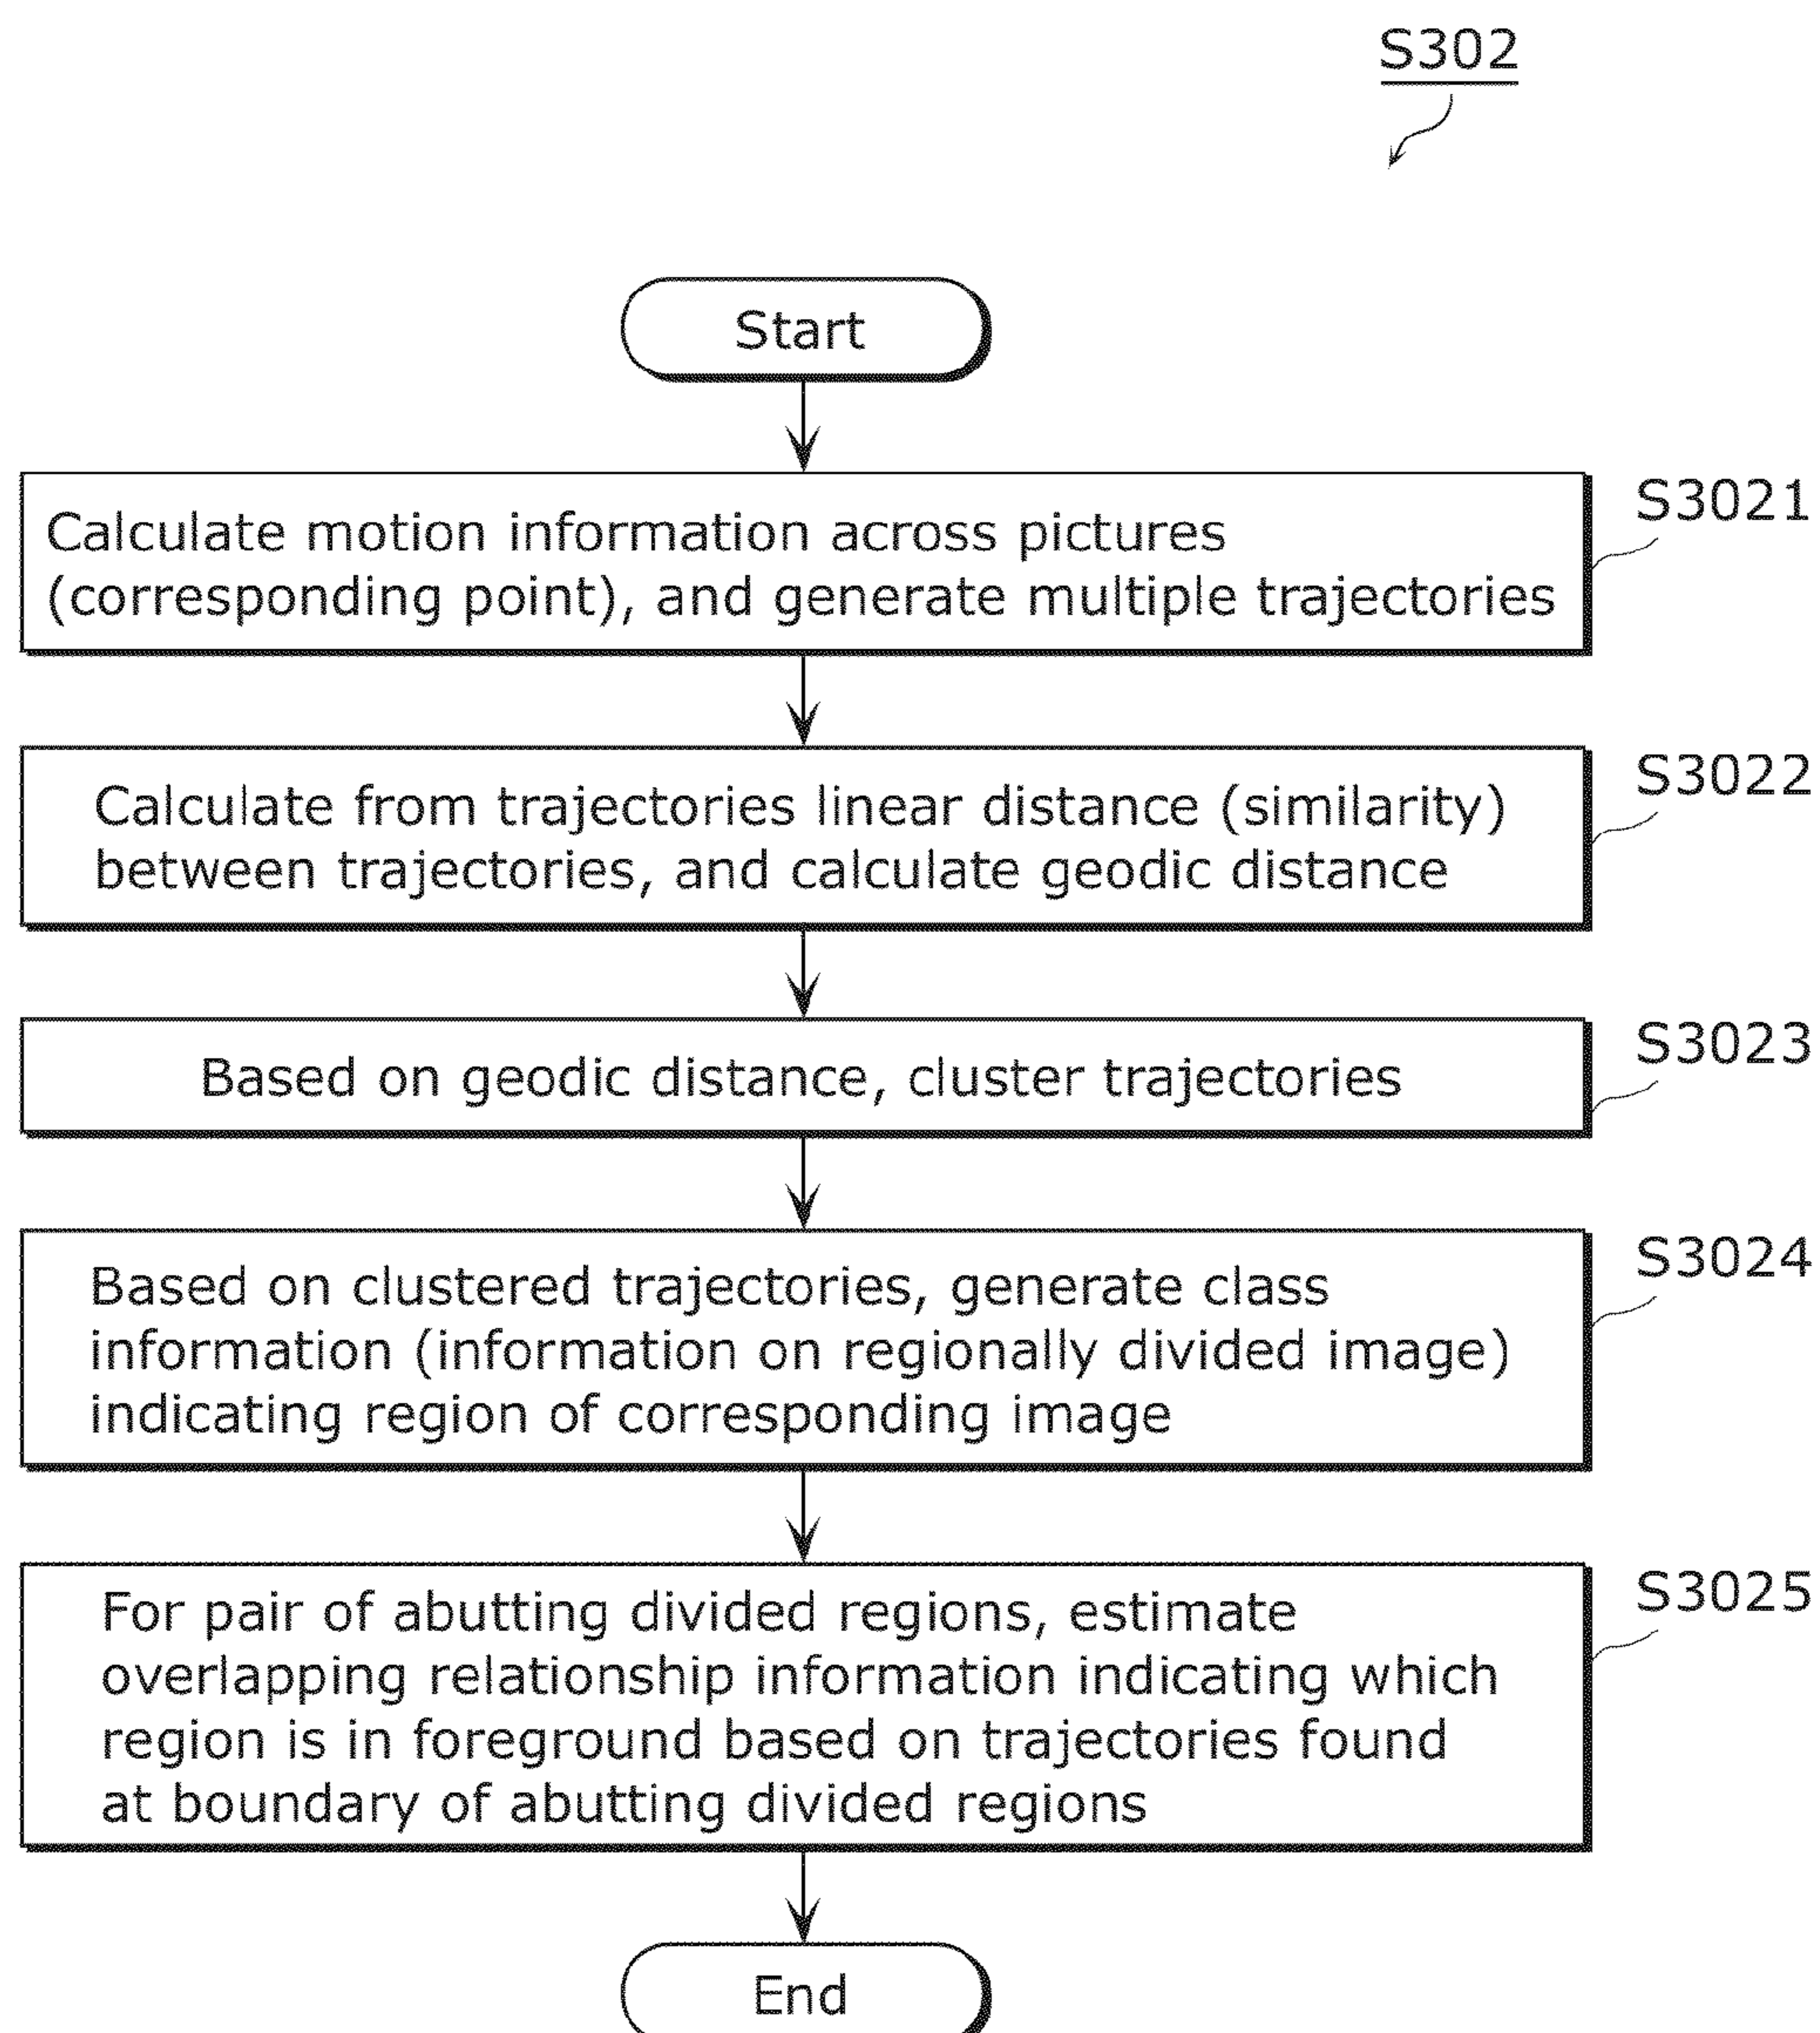 S302
Start
Calculate motion information across pictures
(corresponding point), and generate multiple trajectories
S3021
Calculate from trajectories linear distance (similarity)
between trajectories, and calculate geodic distance
S3022
Based on geodic distance, cluster trajectories
S3023
Based on clustered trajectories, generate class
information (information on regionally divided image)
indicating region of corresponding image
S3024
For pair of abutting divided regions, estimate
overlapping relationship information indicating which
region is in foreground based on trajectories found
at boundary of abutting divided regions
S3025
End